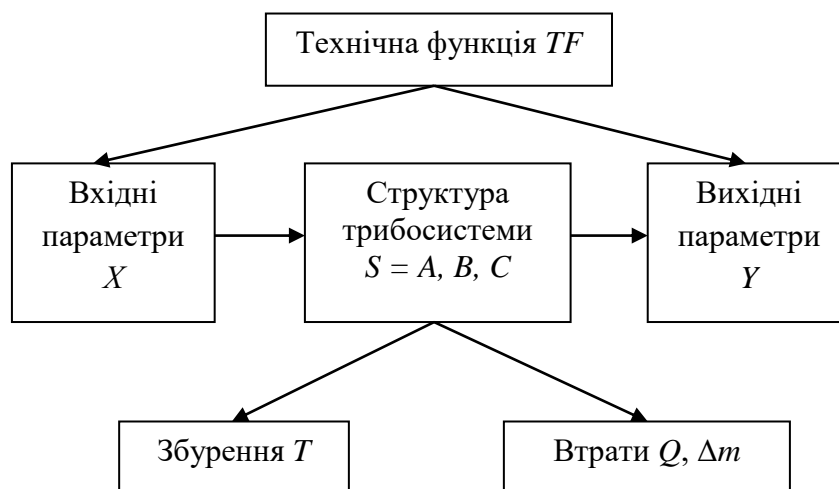 Технічна функція TF
Вхідні
параметри
X
Структура
трибосистеми
S = A, B, C
Вихідні
параметри
Y
Збурення T
Втрати Q, Δm